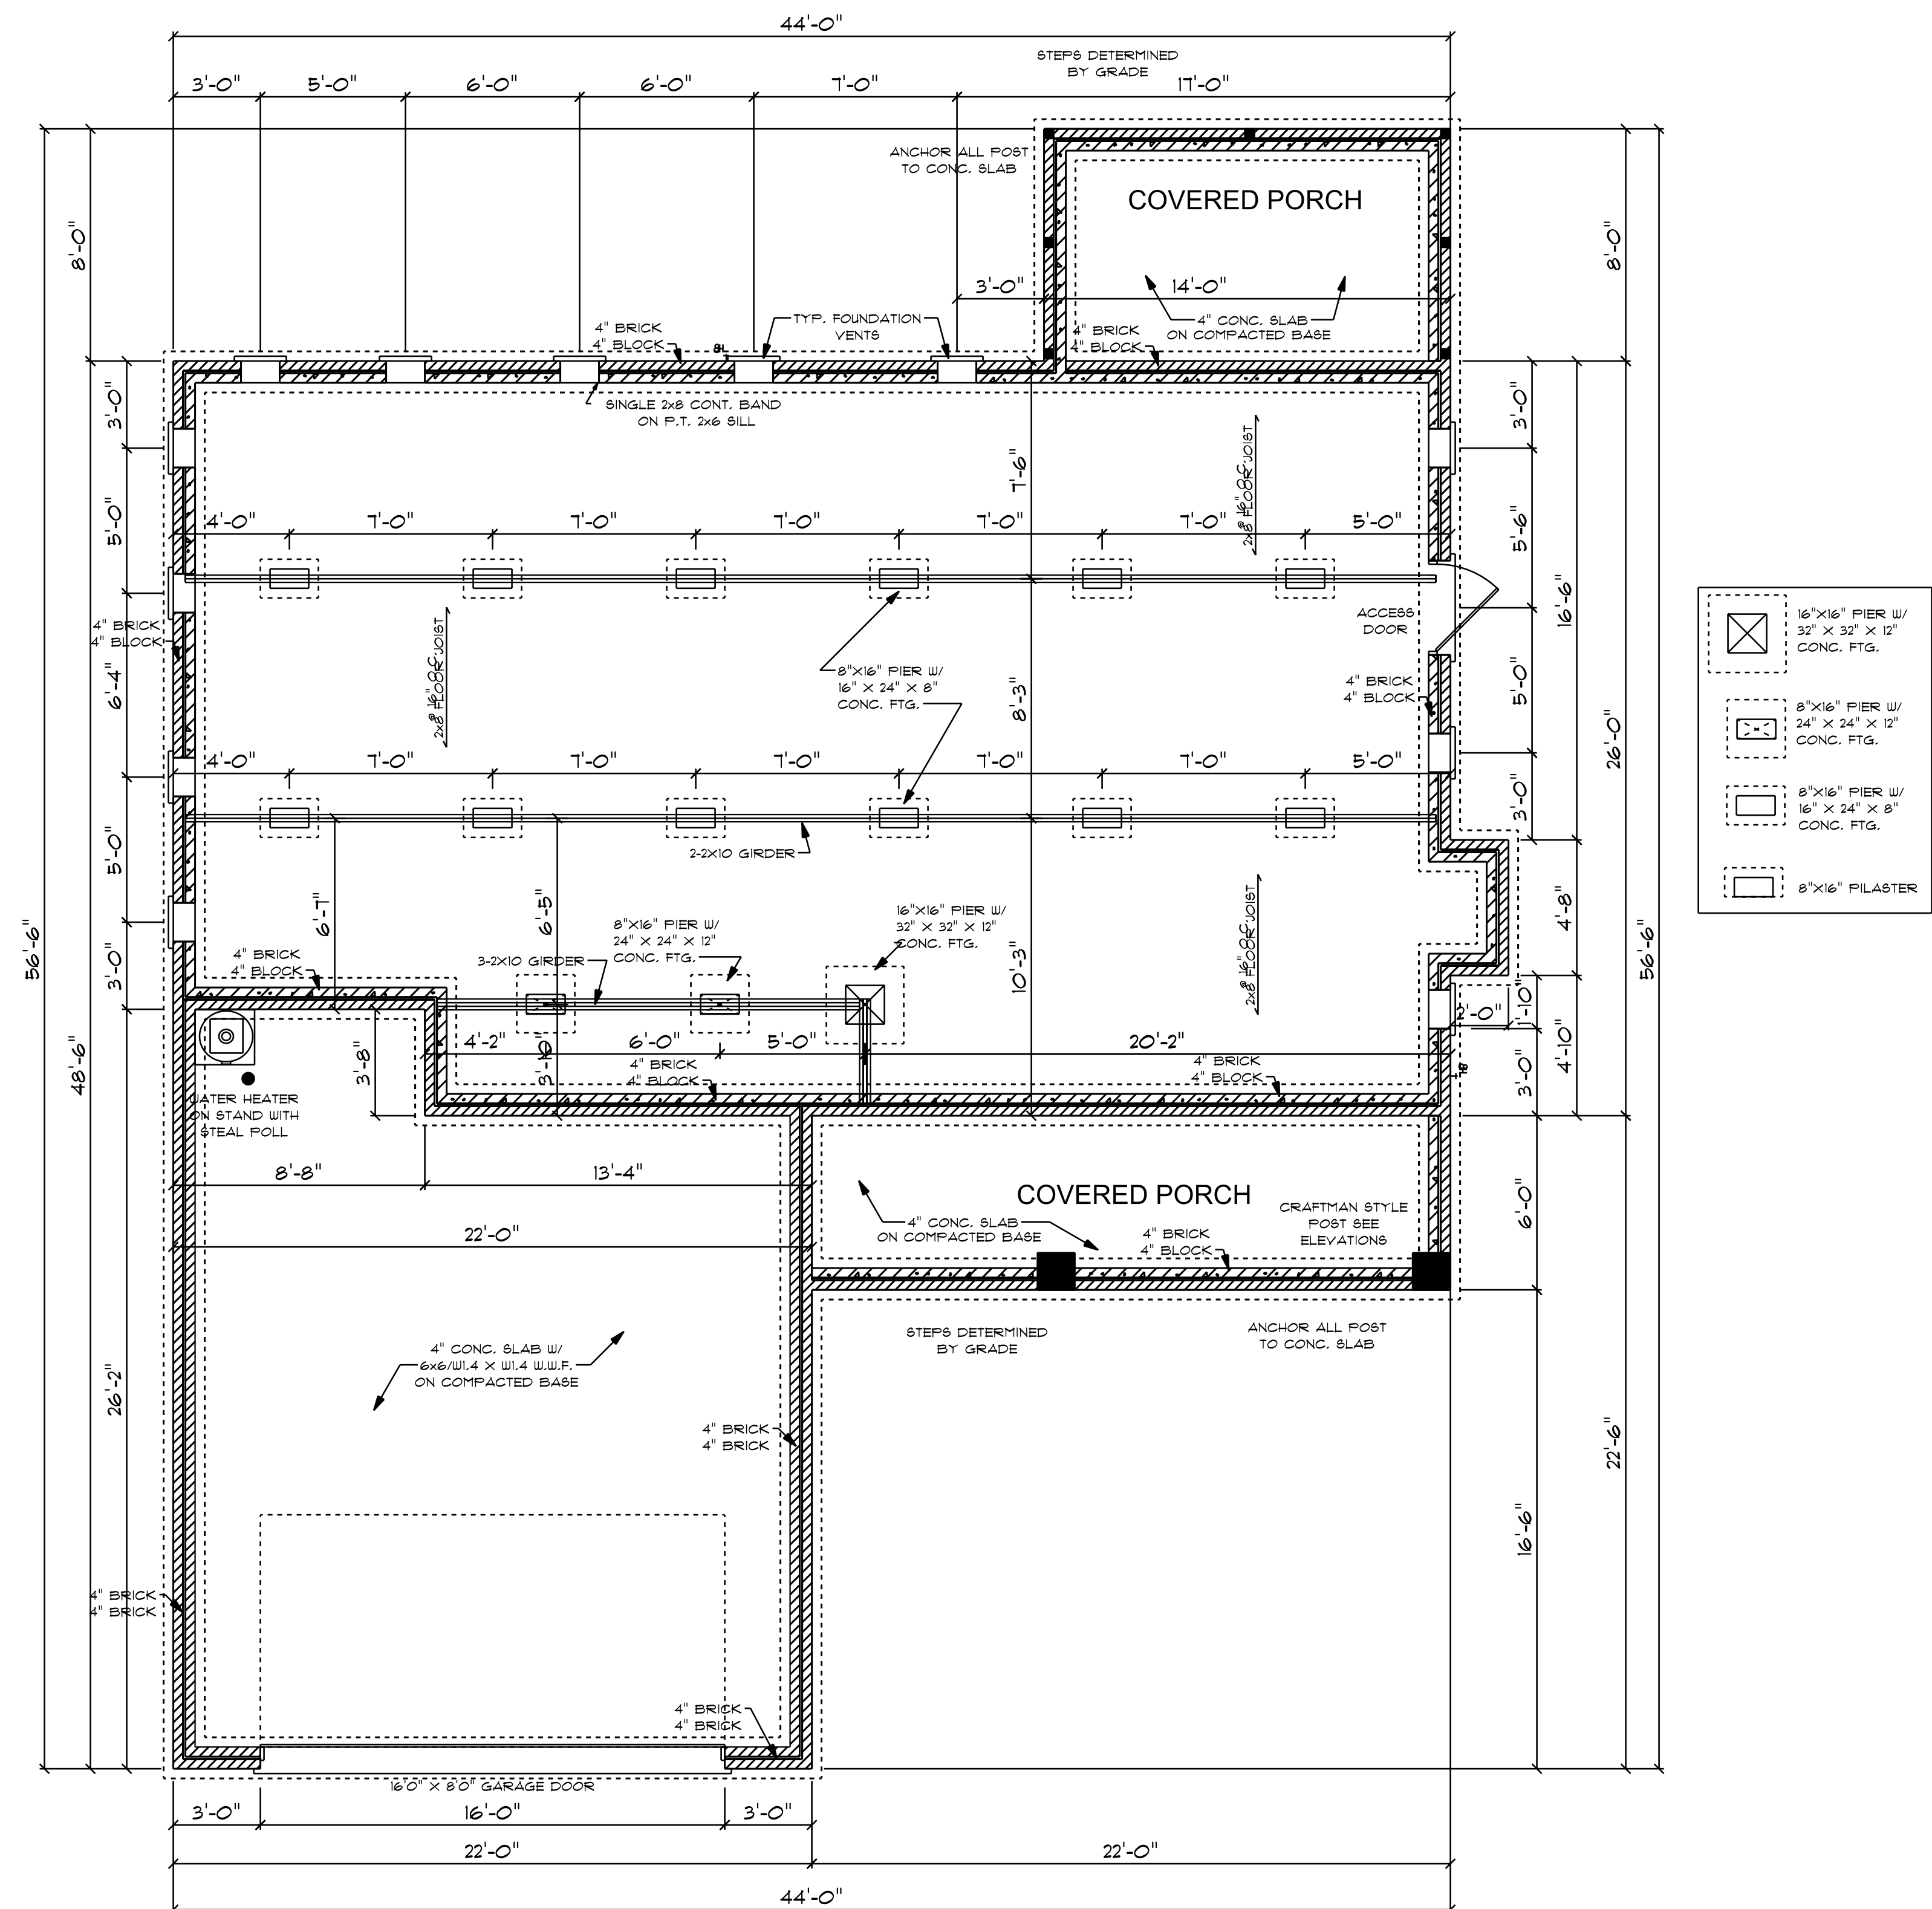 44'-0"
STEPS DETERMINED
BY GRADE
3'-0" 5'-0" 6'-0" 6'-0" 7'-0" 17'-0"
ANCHOR ALL POST
TO CONC. SLAB
COVERED PORCH
8'-0"
8'-0"
3'-0" 14'-0"
4" CONC. SLAB
ON COMPACTED BASE
TYP. FOUNDATION
VENTS
4" BRICK
4" BLOCK
4" BRICK
4" BLOCK
SINGLE 2x8 CONT. BAND
ON P.T. 2x6 SILL
3'-0"
3'-0"
7'-6"
2x8 FLOOR JOIST
5'-0"
5'-6"
4'-0" 7'-0" 7'-0" 7'-0" 7'-0" 7'-0" 5'-0"
16'-6"
ACCESS
DOOR
4" BRICK
4" BLOCK
2x8 FLOOR JOIST
6'-4"
8"X16" PIER W/
16" X 24" X 8"
CONC. FTG.
8'-3"
4" BRICK
4" BLOCK
5'-0"
26'-0"
16"X16" PIER W/
32" X 32" X 12"
CONC. FTG.
8"X16" PIER W/
24" X 24" X 12"
CONC. FTG.
8"X16" PIER W/
16" X 24" X 8"
CONC. FTG.
8"X16" PILASTER
4'-0" 7'-0" 7'-0" 7'-0" 7'-0" 7'-0" 5'-0"
3'-0"
5'-0"
2-2X10 GIRDER
6'-7"
6'-5"
56'-6"
56'-6"
4'-8"
2x8 FLOOR JOIST
16"X16" PIER W/
32" X 32" X 12"
CONC. FTG.
8"X16" PIER W/
24" X 24" X 12"
CONC. FTG.
3-2X10 GIRDER
4" BRICK
4" BLOCK
3'-0"
10'-3"
1'-10"
2'-0"
4'-10"
3'-0"
48'-6"
3'-8"
4'-2" 6'-0" 5'-0" 20'-2"
3'-10"
4" BRICK
4" BLOCK
4" BRICK
4" BLOCK
WATER HEATER
ON STAND WITH
STEAL POLL
8'-8" 13'-4"
COVERED PORCH
4" CONC. SLAB
ON COMPACTED BASE
4" BRICK
4" BLOCK
CRAFTMAN STYLE
POST SEE
ELEVATIONS
6'-0"
22'-0"
STEPS DETERMINED
BY GRADE
ANCHOR ALL POST
TO CONC. SLAB
4" CONC. SLAB W/
6x6/W1.4 X W1.4 W.W.F.
ON COMPACTED BASE
26'-2"
22'-6"
4" BRICK
4" BRICK
16'-6"
4" BRICK
4" BRICK
4" BRICK
4" BRICK
16'0" X 8'0" GARAGE DOOR
3'-0" 16'-0" 3'-0"
22'-0" 22'-0"
44'-0"